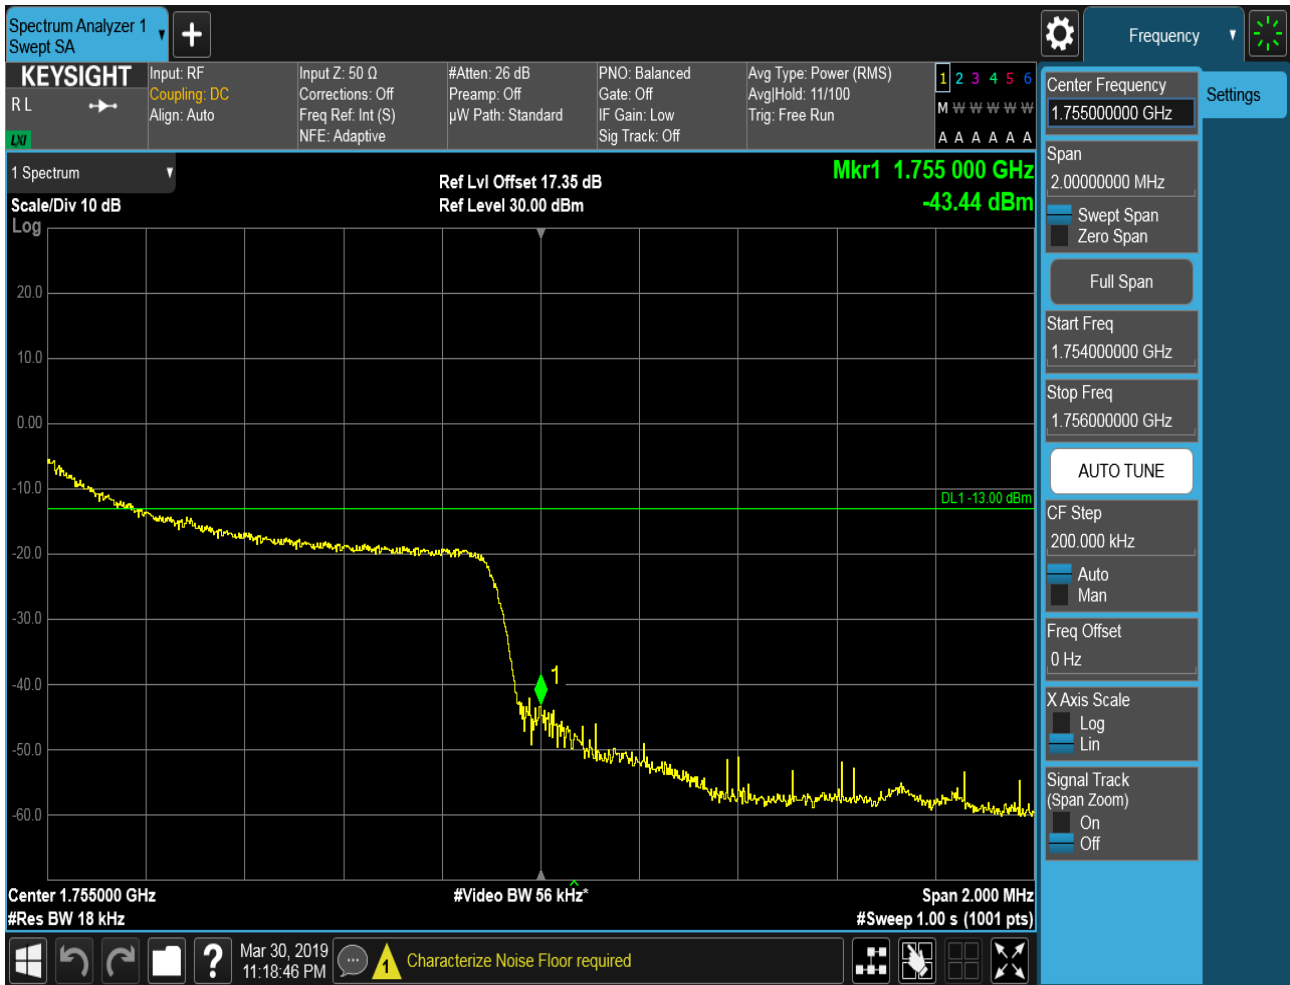 Spectrum Analyzer 1
Swept SA
Frequency
KEYSIGHT
R L
LXI
Input: RF
Coupling: DC
Align: Auto
Input Z: 50 Ω
Corrections: Off
Freq Ref: Int (S)
NFE: Adaptive
#Atten: 26 dB
Preamp: Off
µW Path: Standard
PNO: Balanced
Gate: Off
IF Gain: Low
Sig Track: Off
Avg Type: Power (RMS)
Avg|Hold: 11/100
Trig: Free Run
1 2 3 4 5 6
M W W W W W
A A A A A A
1 Spectrum
Scale/Div 10 dB
Log
Ref Lvl Offset 17.35 dB
Ref Level 30.00 dBm
Mkr1 1.755 000 GHz
-43.44 dBm
20.0
10.0
0.00
-10.0
-20.0
-30.0
-40.0
-50.0
-60.0
DL1 -13.00 dBm
1
Center 1.755000 GHz
#Res BW 18 kHz
#Video BW 56 kHz*
Span 2.000 MHz
#Sweep 1.00 s (1001 pts)
Center Frequency
1.755000000 GHz
Settings
Span
2.00000000 MHz
Swept Span
Zero Span
Full Span
Start Freq
1.754000000 GHz
Stop Freq
1.756000000 GHz
AUTO TUNE
CF Step
200.000 kHz
Auto
Man
Freq Offset
0 Hz
X Axis Scale
Log
Lin
Signal Track
(Span Zoom)
On
Off
?
Mar 30, 2019
11:18:46 PM
1
Characterize Noise Floor required